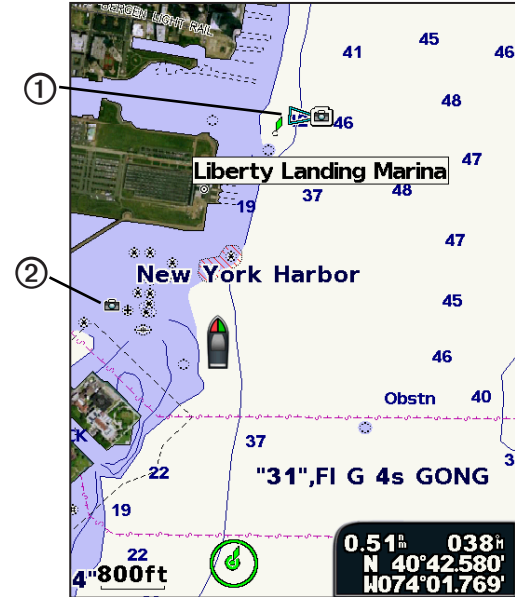 BERGEN LIGHT RAIL
45
41
46
①
48
46
47
Liberty Landing Marina
37
48
19
47
②
New York Harbor
45
46
Obstn
40
K
37
22
"31",Fl G 4s GONG
3
19
22
4"
800ft
0.51nm
038°M
N 40°42.580'
W074°01.769'